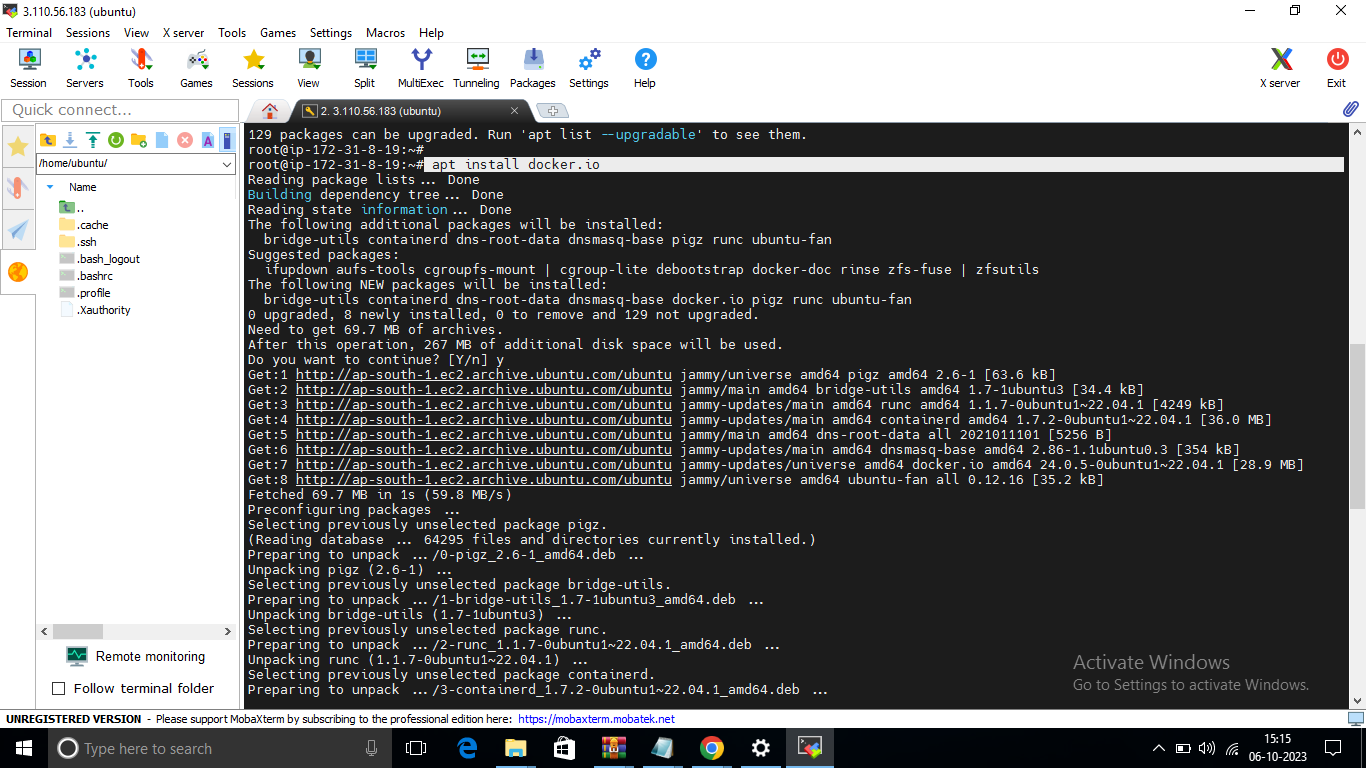 3.110.56.183 (ubuntu)
Terminal Sessions View X server Tools Games Settings Macros Help
Session Servers Tools Games Sessions View Split MultiExec Tunneling Packages Settings Help X server Exit
Quick connect...
2. 3.110.56.183 (ubuntu)
/home/ubuntu/
Name
..
.cache
.ssh
.bash_logout
.bashrc
.profile
.Xauthority
Remote monitoring
Follow terminal folder
129 packages can be upgraded. Run 'apt list --upgradable' to see them.
root@ip-172-31-8-19:~#
root@ip-172-31-8-19:~# apt install docker.io
Reading package lists... Done
Building dependency tree... Done
Reading state information... Done
The following additional packages will be installed:
bridge-utils containerd dns-root-data dnsmasq-base pigz runc ubuntu-fan
Suggested packages:
ifupdown aufs-tools cgroupfs-mount | cgroup-lite debootstrap docker-doc rinse zfs-fuse | zfsutils
The following NEW packages will be installed:
bridge-utils containerd dns-root-data dnsmasq-base docker.io pigz runc ubuntu-fan
0 upgraded, 8 newly installed, 0 to remove and 129 not upgraded.
Need to get 69.7 MB of archives.
After this operation, 267 MB of additional disk space will be used.
Do you want to continue? [Y/n] y
Get:1 http://ap-south-1.ec2.archive.ubuntu.com/ubuntu jammy/universe amd64 pigz amd64 2.6-1 [63.6 kB]
Get:2 http://ap-south-1.ec2.archive.ubuntu.com/ubuntu jammy/main amd64 bridge-utils amd64 1.7-1ubuntu3 [34.4 kB]
Get:3 http://ap-south-1.ec2.archive.ubuntu.com/ubuntu jammy-updates/main amd64 runc amd64 1.1.7-0ubuntu1~22.04.1 [4249 kB]
Get:4 http://ap-south-1.ec2.archive.ubuntu.com/ubuntu jammy-updates/main amd64 containerd amd64 1.7.2-0ubuntu1~22.04.1 [36.0 MB]
Get:5 http://ap-south-1.ec2.archive.ubuntu.com/ubuntu jammy/main amd64 dns-root-data all 2021011101 [5256 B]
Get:6 http://ap-south-1.ec2.archive.ubuntu.com/ubuntu jammy-updates/main amd64 dnsmasq-base amd64 2.86-1.1ubuntu0.3 [354 kB]
Get:7 http://ap-south-1.ec2.archive.ubuntu.com/ubuntu jammy-updates/universe amd64 docker.io amd64 24.0.5-0ubuntu1~22.04.1 [28.9 MB]
Get:8 http://ap-south-1.ec2.archive.ubuntu.com/ubuntu jammy/universe amd64 ubuntu-fan all 0.12.16 [35.2 kB]
Fetched 69.7 MB in 1s (59.8 MB/s)
Preconfiguring packages ...
Selecting previously unselected package pigz.
(Reading database ... 64295 files and directories currently installed.)
Preparing to unpack .../0-pigz_2.6-1_amd64.deb ...
Unpacking pigz (2.6-1) ...
Selecting previously unselected package bridge-utils.
Preparing to unpack .../1-bridge-utils_1.7-1ubuntu3_amd64.deb ...
Unpacking bridge-utils (1.7-1ubuntu3) ...
Selecting previously unselected package runc.
Preparing to unpack .../2-runc_1.1.7-0ubuntu1~22.04.1_amd64.deb ...
Unpacking runc (1.1.7-0ubuntu1~22.04.1) ...
Selecting previously unselected package containerd.
Preparing to unpack .../3-containerd_1.7.2-0ubuntu1~22.04.1_amd64.deb ...
Activate Windows
Go to Settings to activate Windows.
UNREGISTERED VERSION - Please support MobaXterm by subscribing to the professional edition here: https://mobaxterm.mobatek.net
Type here to search
15:15
06-10-2023